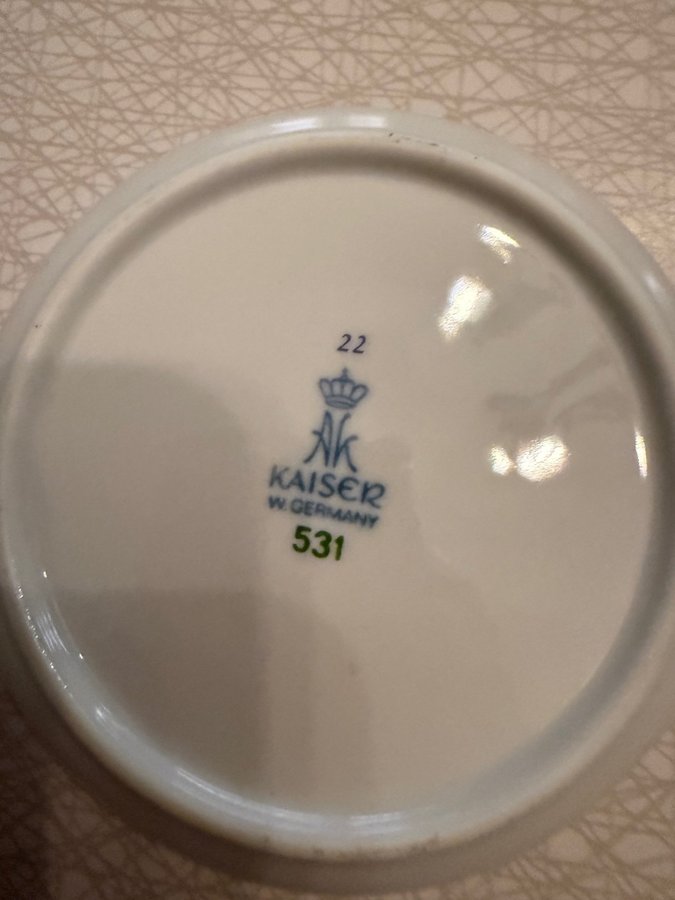 22
AK
KAISER
W. GERMANY
531